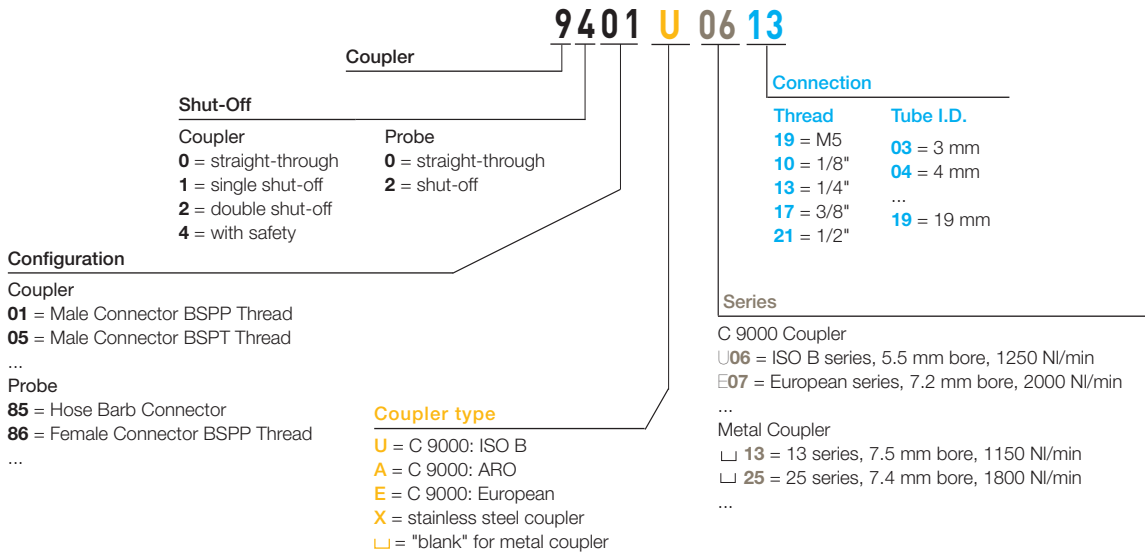 9401 U 06 13
Coupler
Shut-Off
Coupler
0 = straight-through
1 = single shut-off
2 = double shut-off
4 = with safety
Probe
0 = straight-through
2 = shut-off
Configuration
Coupler
01 = Male Connector BSPP Thread
05 = Male Connector BSPT Thread
...
Probe
85 = Hose Barb Connector
86 = Female Connector BSPP Thread
...
Coupler type
U = C 9000: ISO B
A = C 9000: ARO
E = C 9000: European
X = stainless steel coupler
⎵ = "blank" for metal coupler
Connection
Thread
19 = M5
10 = 1/8"
13 = 1/4"
17 = 3/8"
21 = 1/2"
Tube I.D.
03 = 3 mm
04 = 4 mm
...
19 = 19 mm
Series
C 9000 Coupler
U06 = ISO B series, 5.5 mm bore, 1250 Nl/min
E07 = European series, 7.2 mm bore, 2000 Nl/min
...
Metal Coupler
⎵ 13 = 13 series, 7.5 mm bore, 1150 Nl/min
⎵ 25 = 25 series, 7.4 mm bore, 1800 Nl/min
...